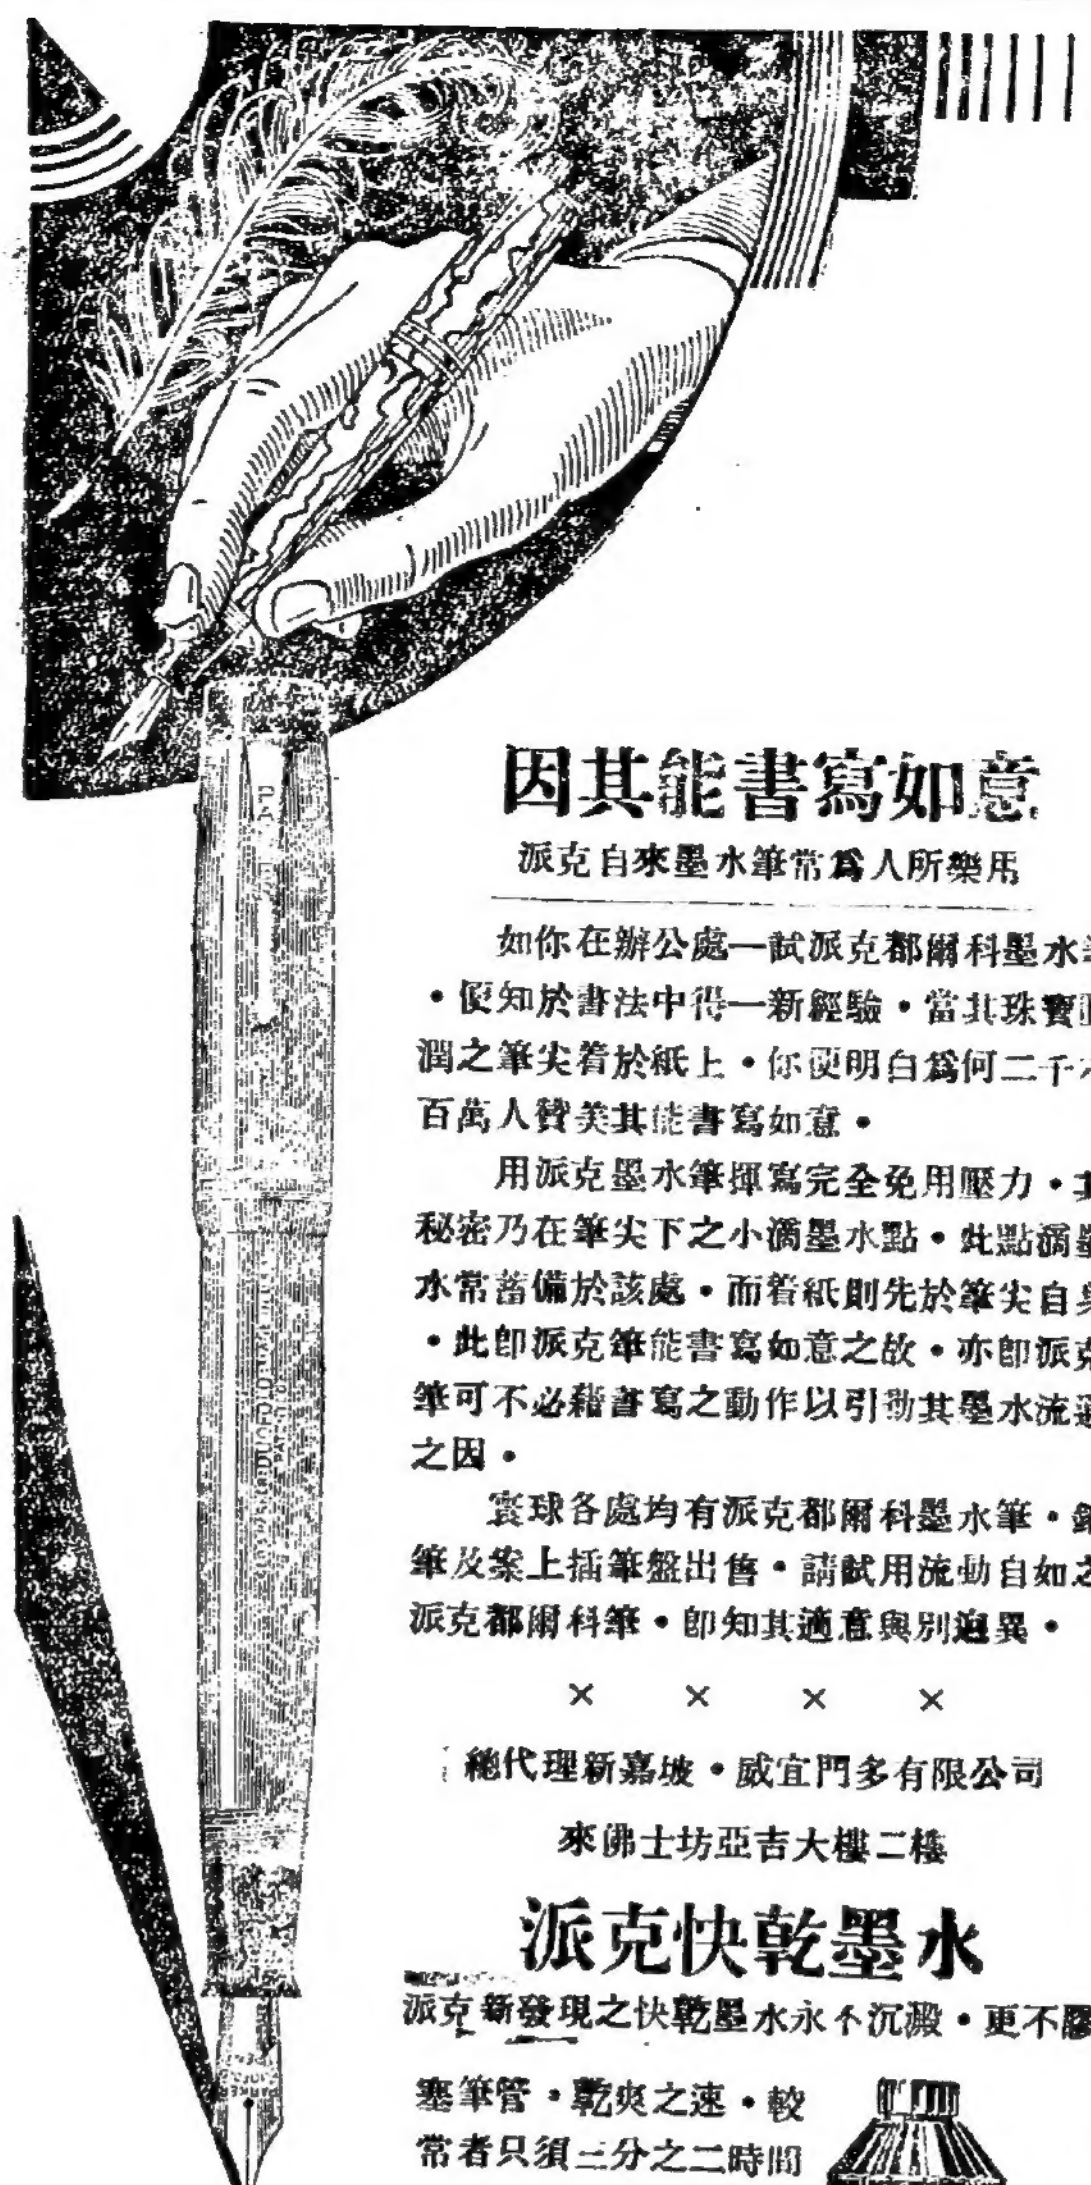 因其能書寫如意
派克自來墨水筆常爲人所樂用
如你在辦公處一試派克都爾科墨水
・便知於書法中得一新經驗・當其珠寶
潤之筆尖着於紙上・你便明白爲何二千
百萬人贊美其能書寫如意・
用派克墨水筆揮寫完全免用壓力・
秘密乃在筆尖下之小滴墨水點・此點滴
水常蓄備於該處・而着紙則先於筆尖自
・此卽派克筆能書寫如意之故・亦卽派克
筆可不必藉書寫之動作以引動其墨水流
之因・
寰球各處均有派克都爾科墨水筆・
筆及案上插筆盤出售・請試用流動自如之
派克都爾科筆・卽知其適意與別逈異・
× × × ×
總代理新嘉坡・威宜門多有限公司
來佛士坊亞吉大樓二樓
派克快乾墨水
派克新發現之快乾墨水永不沉澱・更不膠
塞筆管・乾爽之速・較
常者只須三分之二時間
DUOFOLD
PARKER